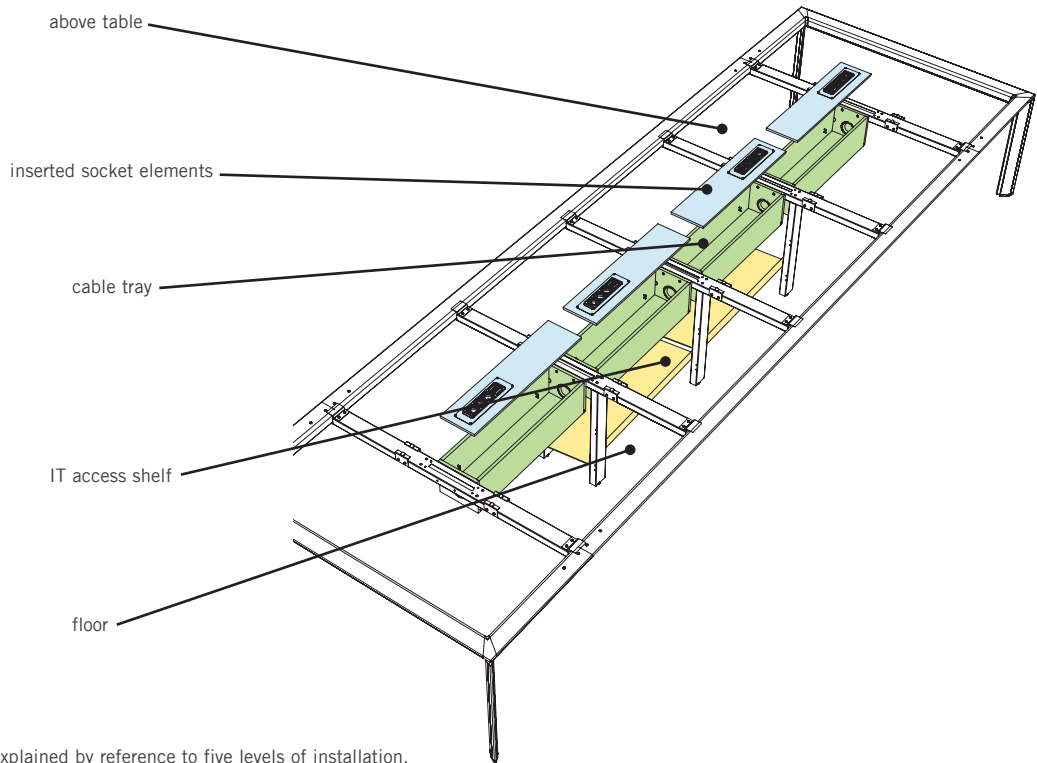 above table
inserted socket elements
cable tray
IT access shelf
floor
xplained by reference to five levels of installation.